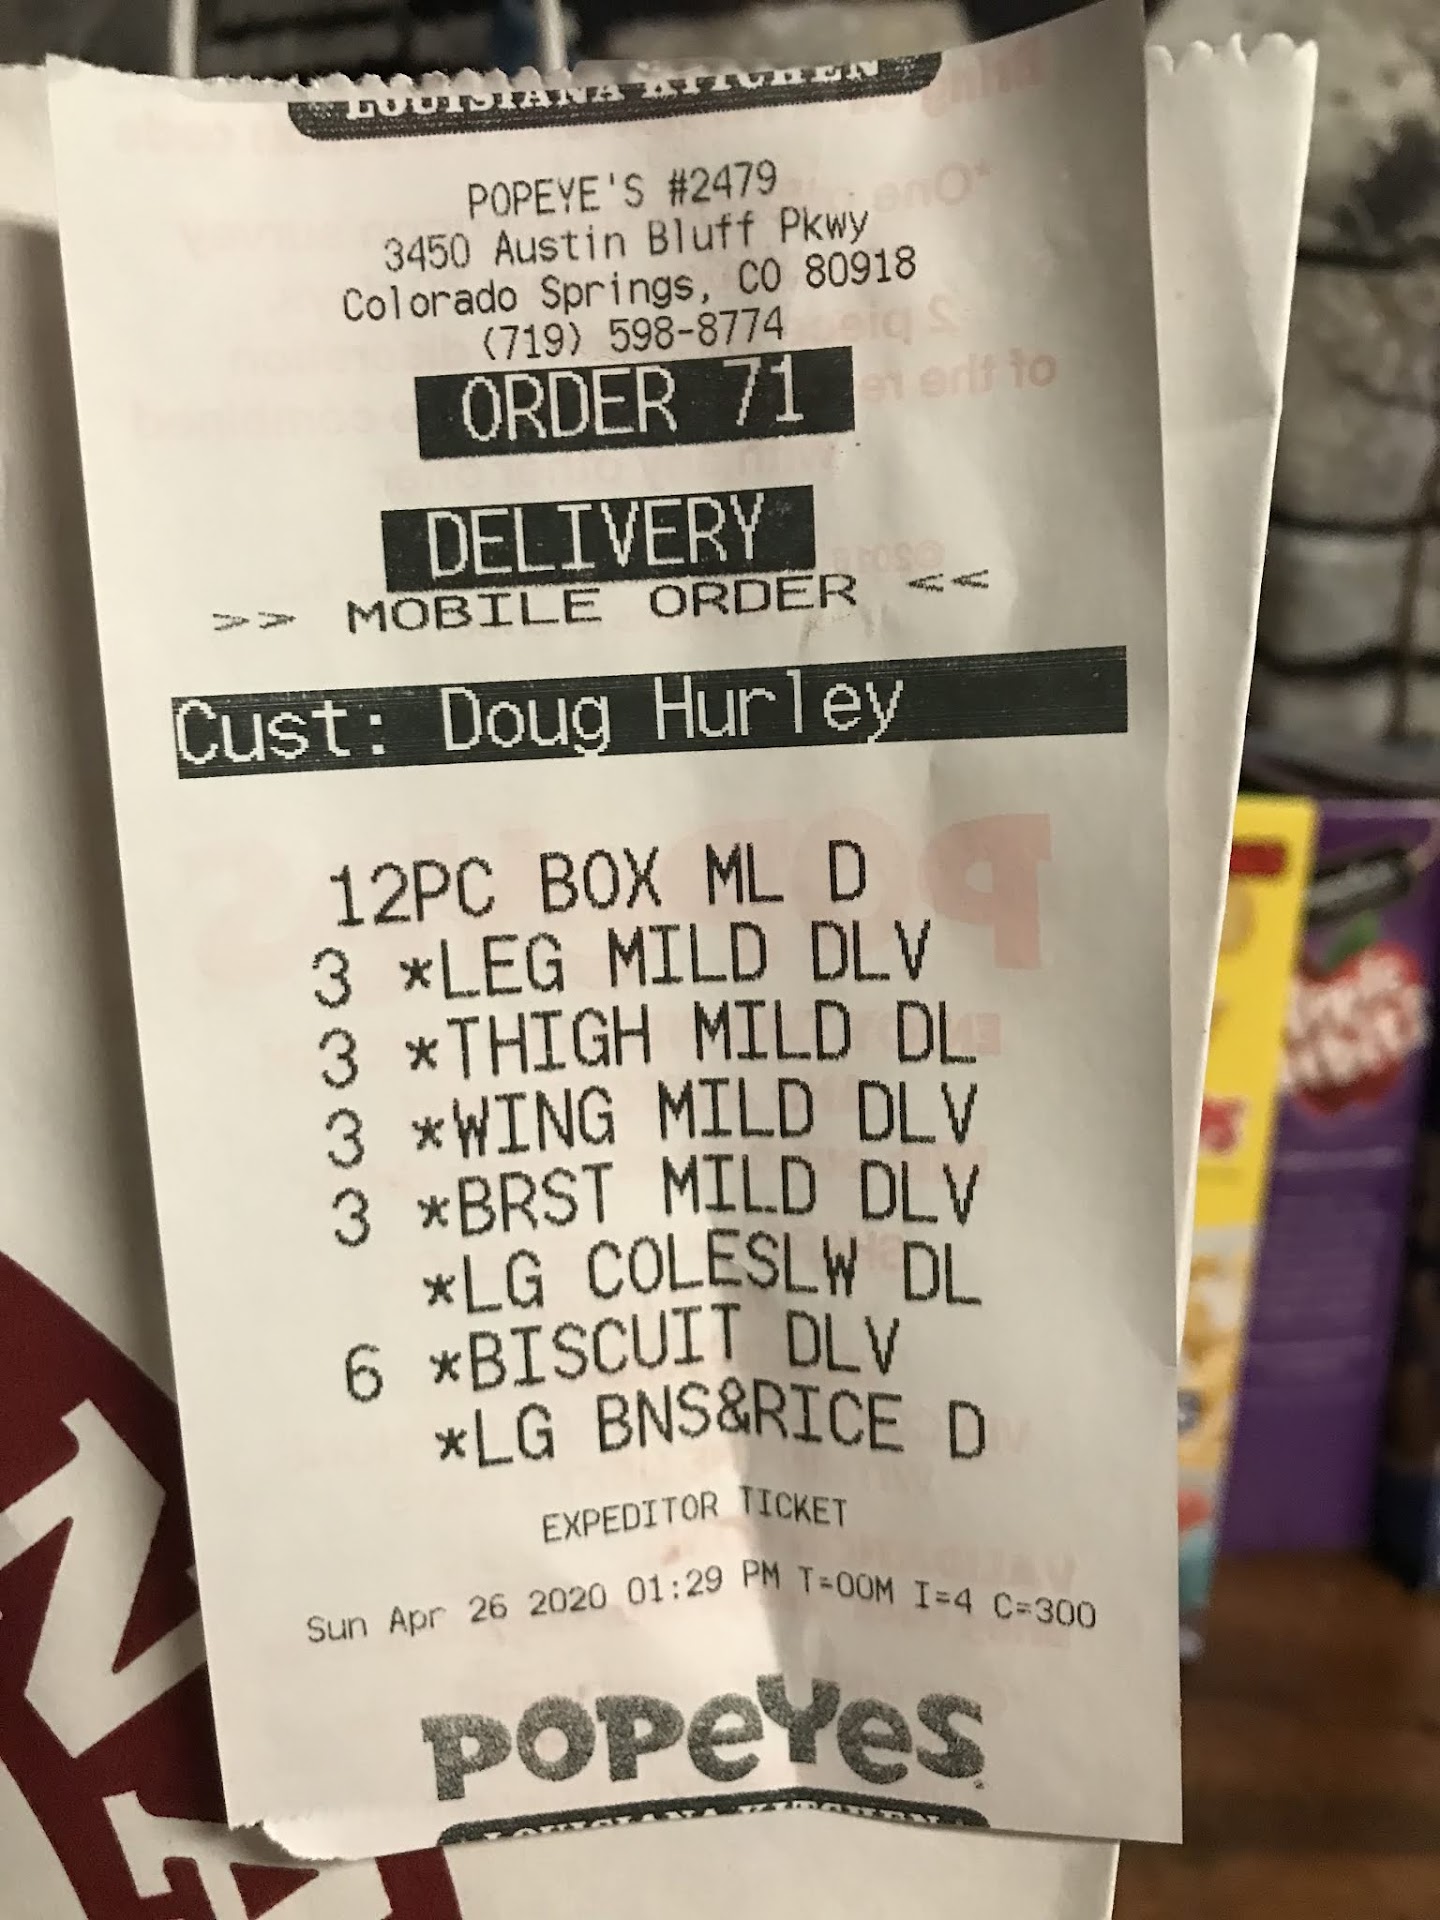 LOUISIANA KITCHEN
POPEYE'S #2479
3450 Austin Bluff Pkwy
Colorado Springs, CO 80918
(719) 598-8774
ORDER 71
DELIVERY
>> MOBILE ORDER <<
Cust: Doug Hurley
12PC BOX ML D
3 *LEG MILD DLV
3 *THIGH MILD DL
3 *WING MILD DLV
3 *BRST MILD DLV
*LG COLESLW DL
6 *BISCUIT DLV
*LG BNS&RICE D
EXPEDITOR TICKET
Sun Apr 26 2020 01:29 PM T=00M I=4 C=300
POPEYES
LOUISIANA KITCHEN